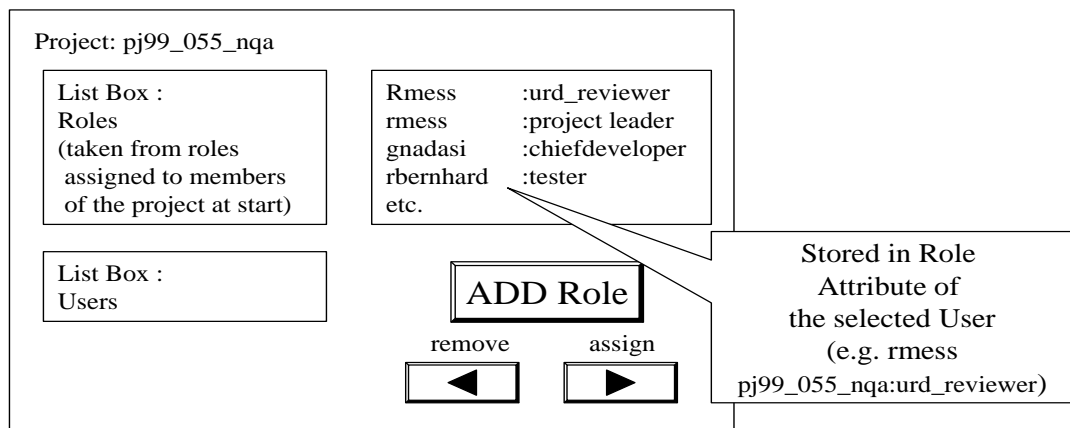 Project: pj99_055_nqa
List Box :
Roles
(taken from roles
assigned to members
of the project at start)
Rmess :urd_reviewer
rmess :project leader
gnadasi :chiefdeveloper
rbernhard :tester
etc.
List Box :
Users
ADD Role
remove assign
Stored in Role
Attribute of
the selected User
(e.g. rmess
pj99_055_nqa:urd_reviewer)